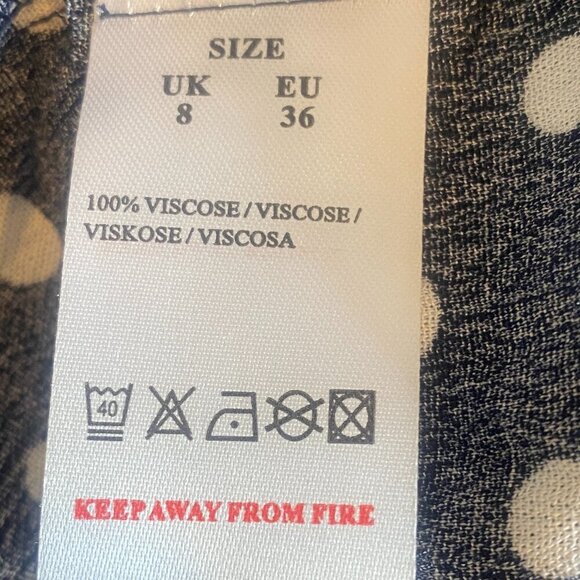 SIZE
UK EU
8 36
100% VISCOSE / VISCOSE /
VISKOSE / VISCOSA
40
KEEP AWAY FROM FIRE